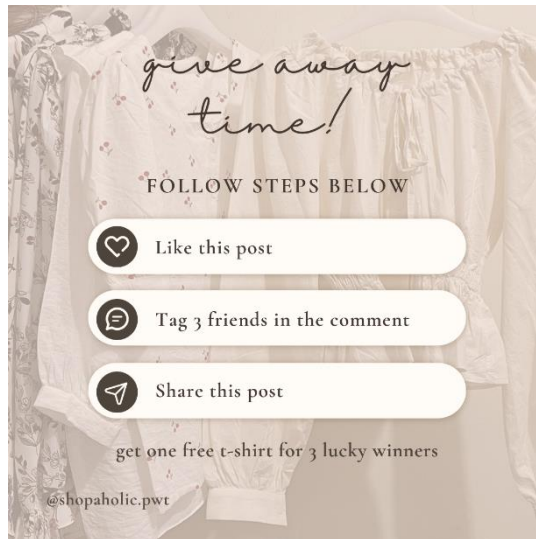 give away
time!
FOLLOW STEPS BELOW
Like this post
Tag 3 friends in the comment
Share this post
get one free t-shirt for 3 lucky winners
@shopaholic.pwt